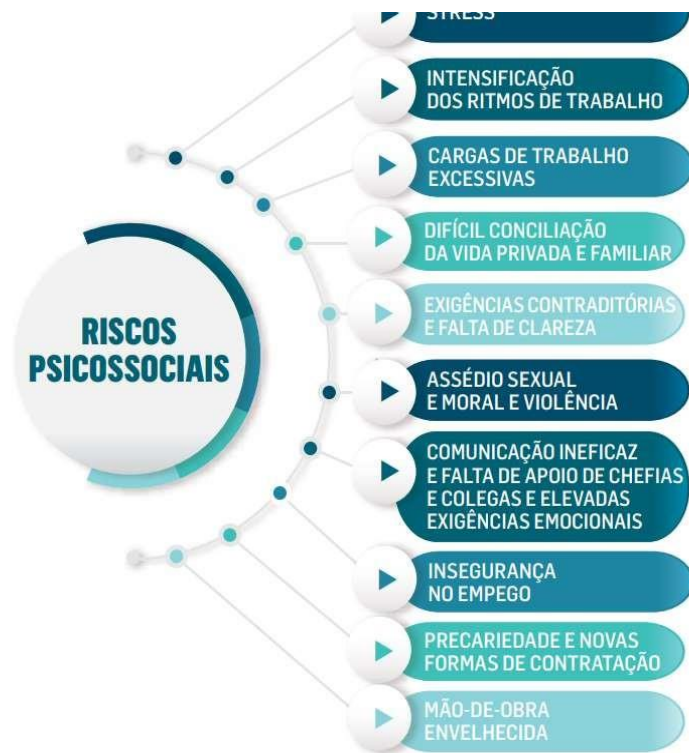 STRESS
INTENSIFICAÇÃO
DOS RITMOS DE TRABALHO
CARGAS DE TRABALHO
EXCESSIVAS
DIFÍCIL CONCILIAÇÃO
DA VIDA PRIVADA E FAMILIAR
EXIGÊNCIAS CONTRADITÓRIAS
E FALTA DE CLAREZA
RISCOS
PSICOSSOCIAIS
ASSÉDIO SEXUAL
E MORAL E VIOLÊNCIA
COMUNICAÇÃO INEFICAZ
E FALTA DE APOIO DE CHEFIAS
E COLEGAS E ELEVADAS
EXIGÊNCIAS EMOCIONAIS
INSEGURANÇA
NO EMPEGO
PRECARIEDADE E NOVAS
FORMAS DE CONTRATAÇÃO
MÃO-DE-OBRA
ENVELHECIDA